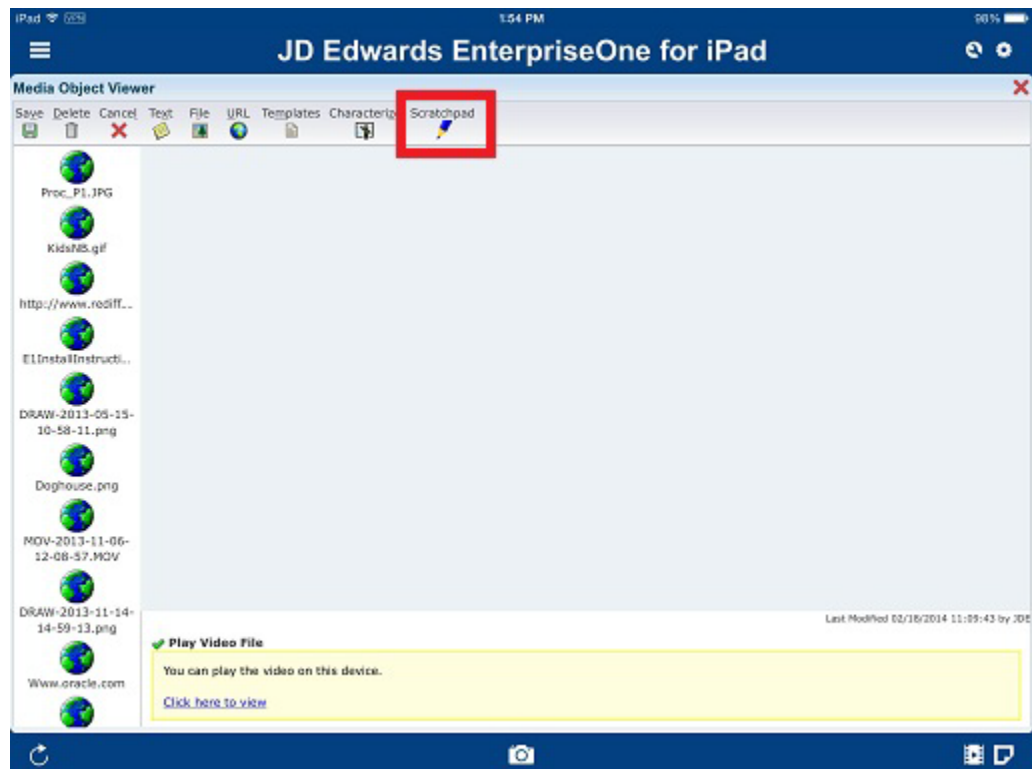 iPad VPN 1:54 PM 98%
JD Edwards EnterpriseOne for iPad
Media Object Viewer
Save Delete Cancel Text File URL Templates Characteriz Scratchpad
Proc_P1.JPG
KidsNB.gif
http://www.rediff...
E1InstallInstructi...
DRAW-2013-05-15-
10-58-11.png
Doghouse.png
MOV-2013-11-06-
12-08-57.MOV
DRAW-2013-11-14-
14-59-13.png
Www.oracle.com
Last Modified 02/18/2014 11:09:43 by JDE
Play Video File
You can play the video on this device.
Click here to view